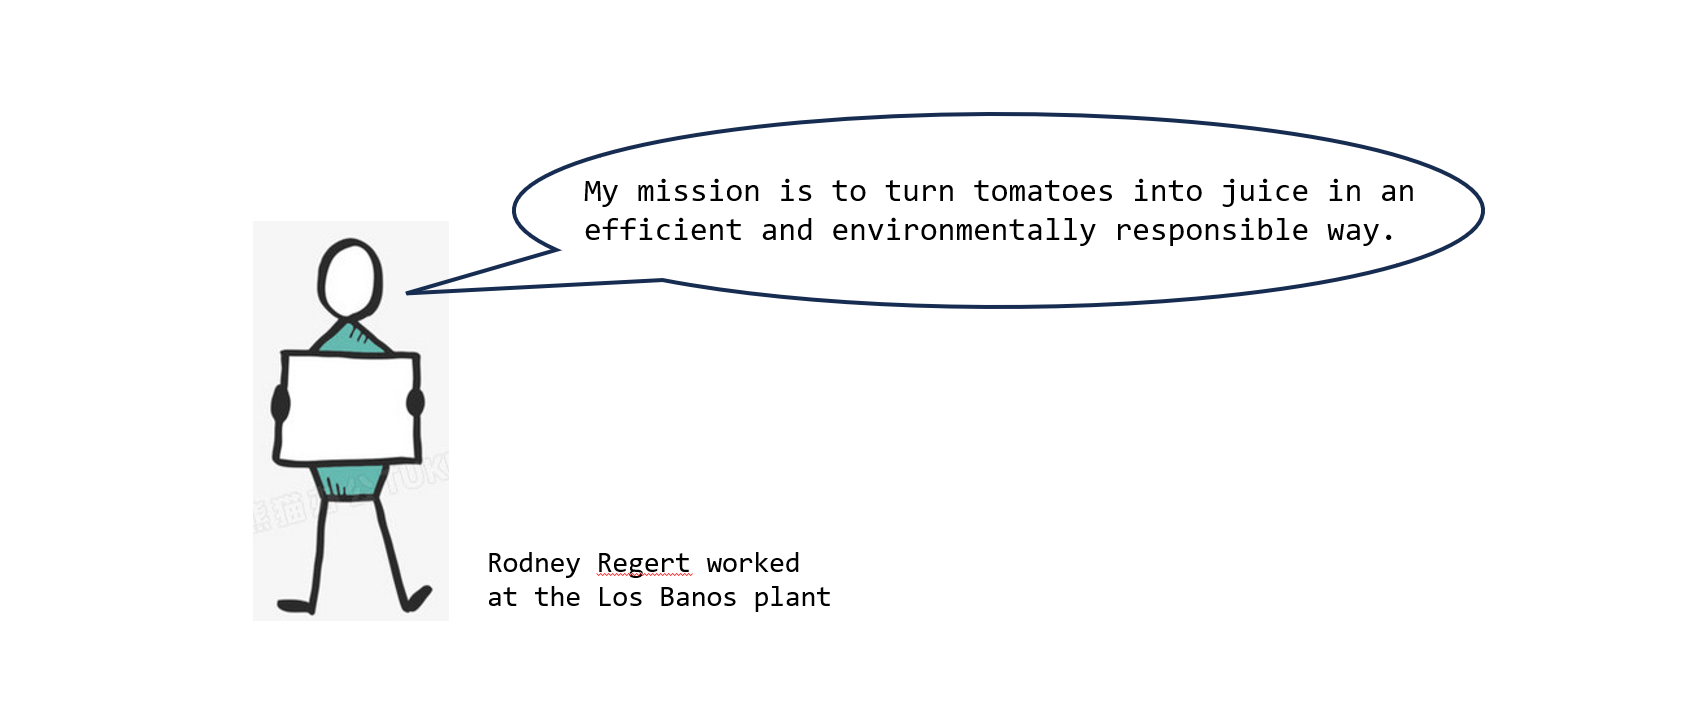 My mission is to turn tomatoes into juice in an
efficient and environmentally responsible way.
Rodney Regert worked
at the Los Banos plant